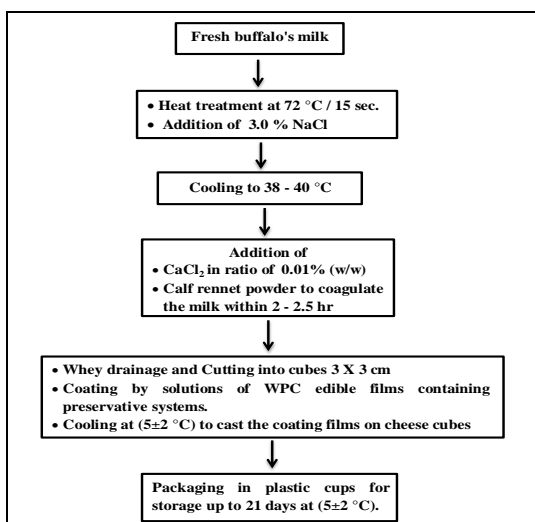 Fresh buffalo's milk
• Heat treatment at 72 °C / 15 sec.
• Addition of 3.0 % NaCl
Cooling to 38 - 40 °C
Addition of
• CaCl₂ in ratio of 0.01% (w/w)
• Calf rennet powder to coagulate
the milk within 2 - 2.5 hr
• Whey drainage and Cutting into cubes 3 X 3 cm
• Coating by solutions of WPC edible films containing
preservative systems.
• Cooling at (5±2 °C) to cast the coating films on cheese cubes
Packaging in plastic cups for
storage up to 21 days at (5±2 °C).